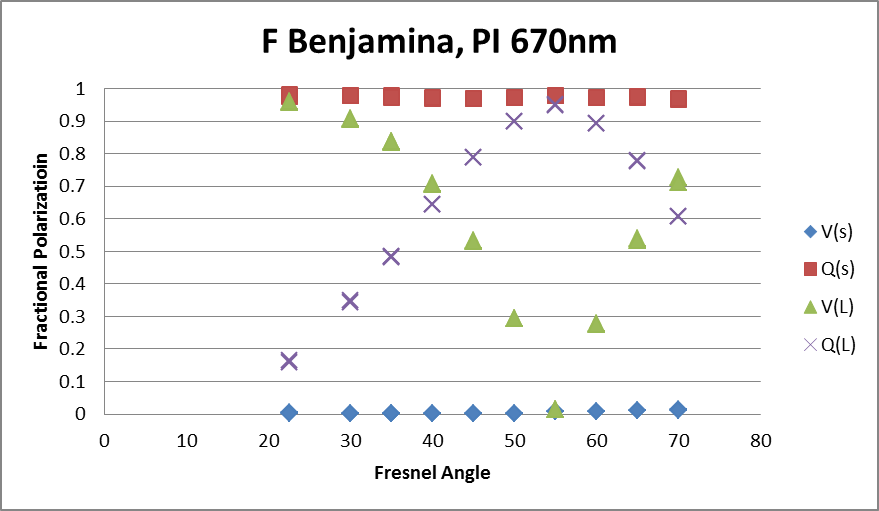 F Benjamina, PI 670nm
1
0.9
0.8
0.7
0.6
0.5
0.4
0.3
0.2
0.1
0
Fractional Polarizatioin
0 10 20 30 40 50 60 70 80
Fresnel Angle
V(s)
Q(s)
V(L)
Q(L)